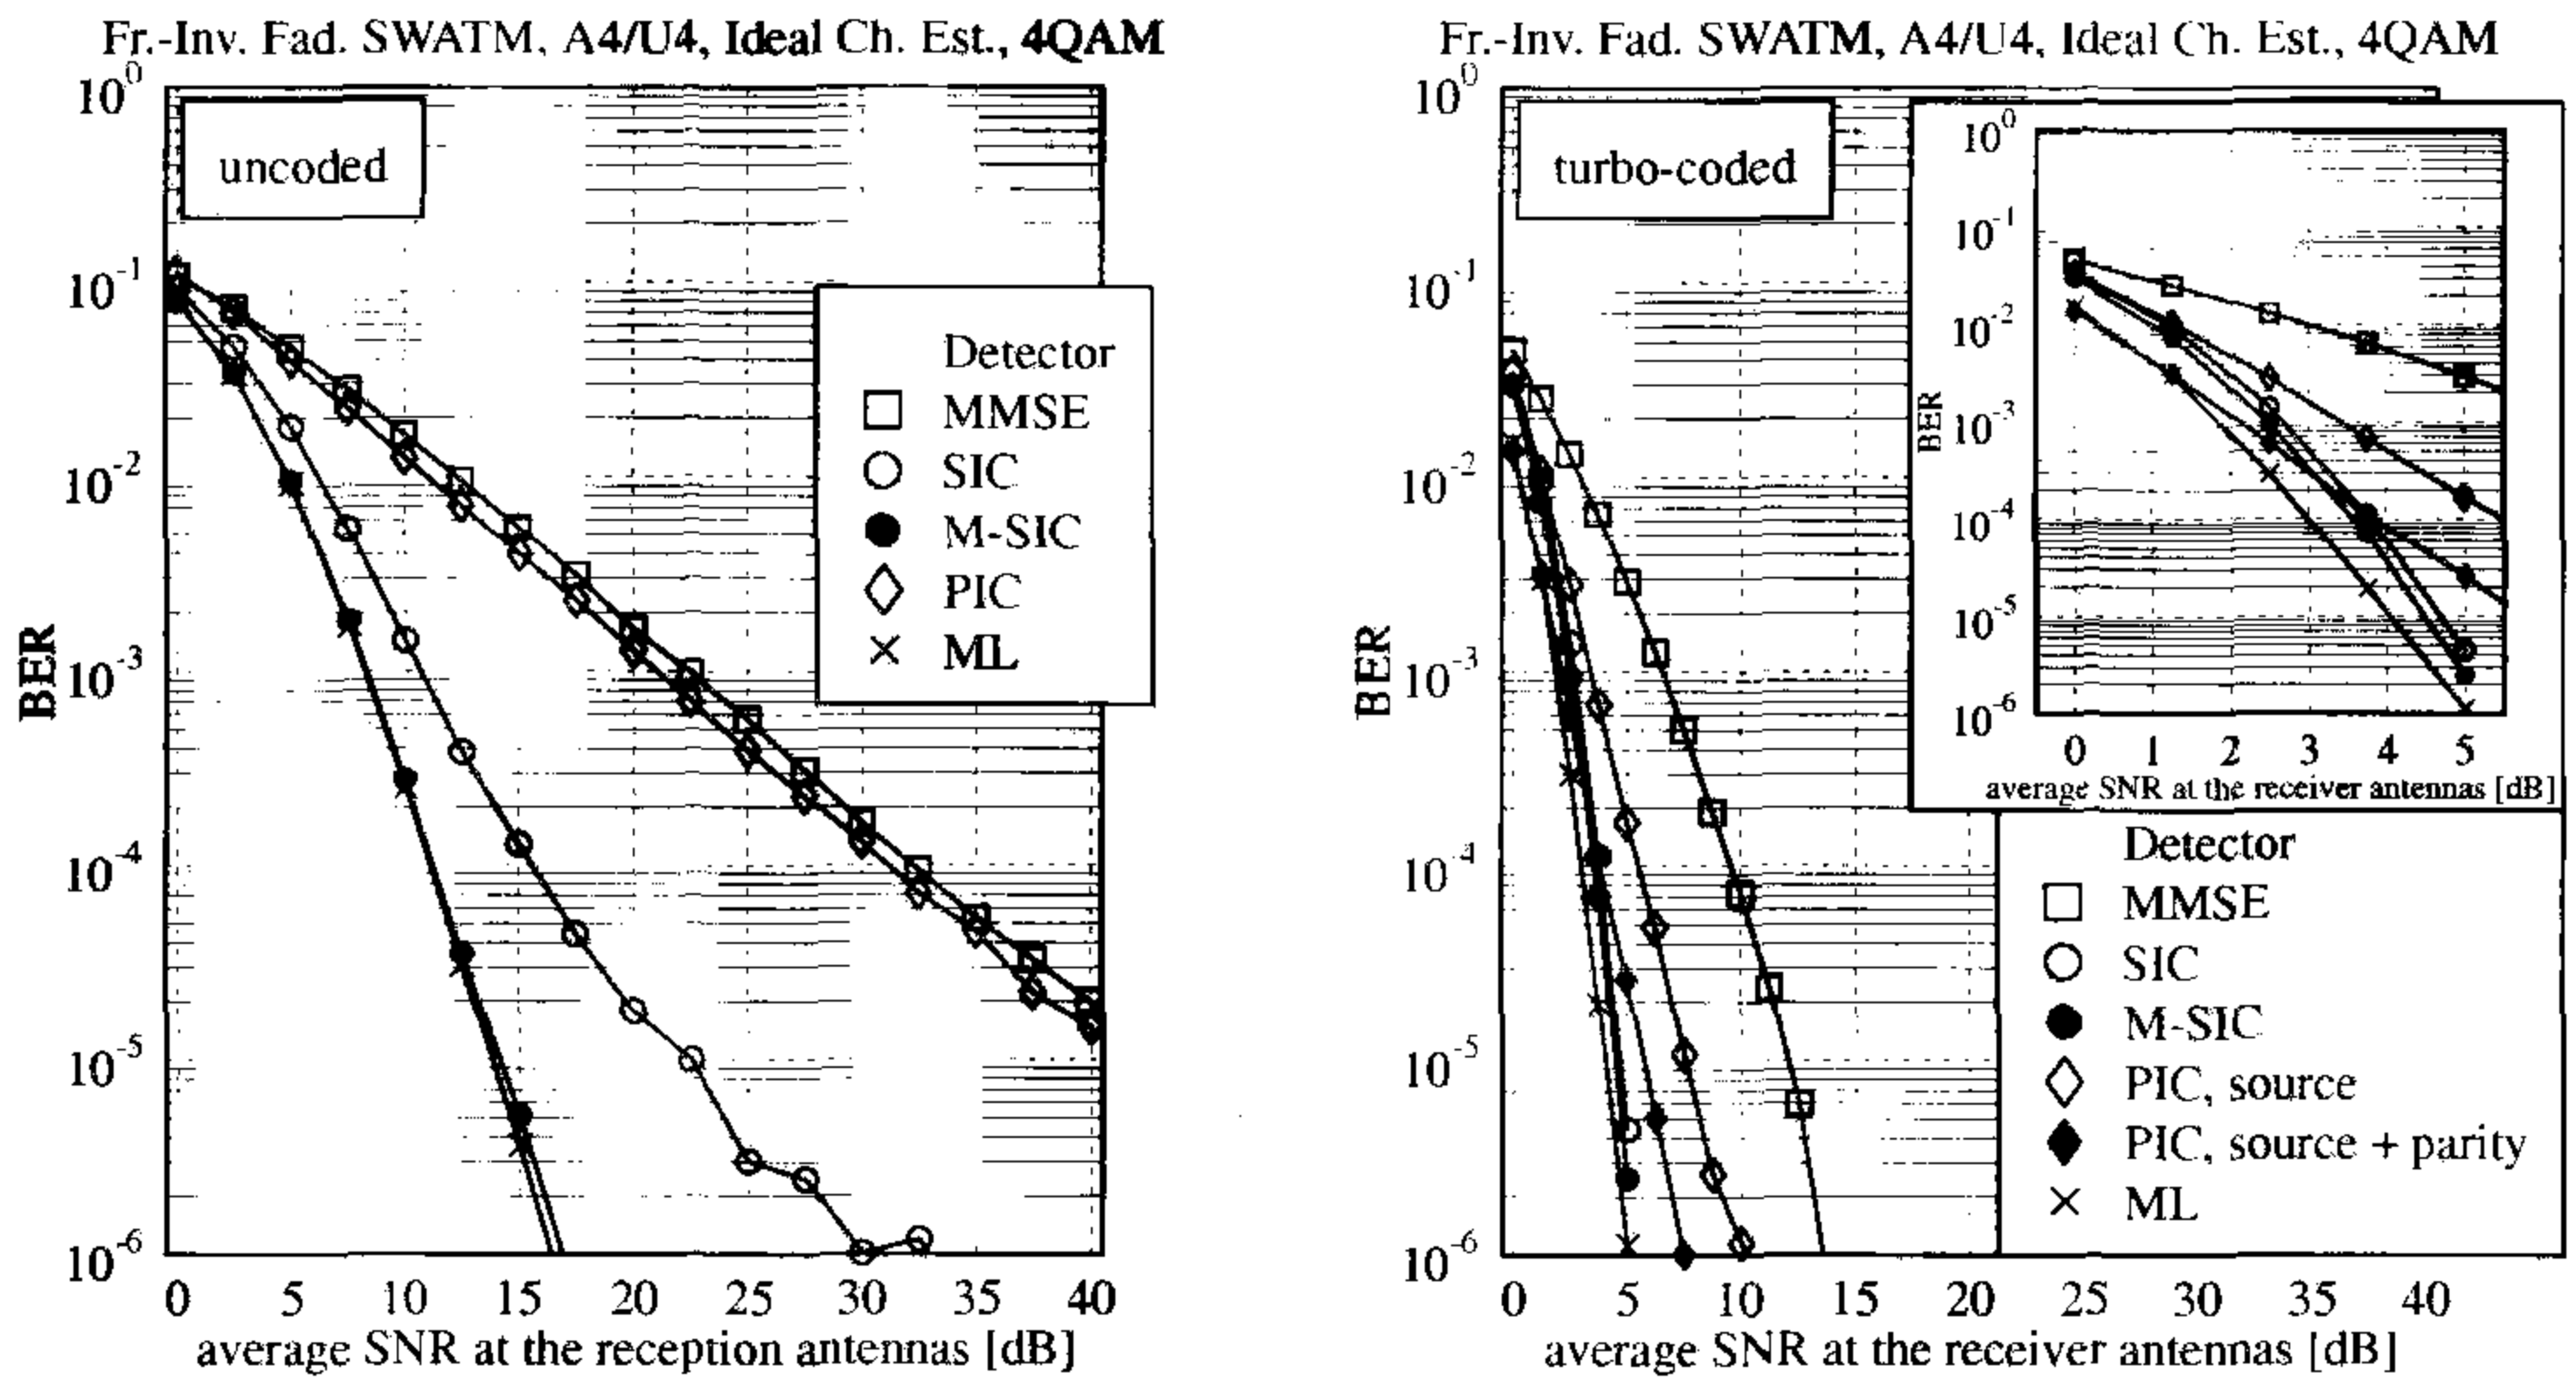 Fr.-Inv. Fad. SWATM, A4/U4, Ideal Ch. Est., 4QAM
uncoded
10^0
10^-1
10^-2
10^-3
10^-4
10^-5
10^-6
BER
Detector
MMSE
SIC
M-SIC
PIC
ML
0 5 10 15 20 25 30 35 40
average SNR at the reception antennas [dB]
Fr.-Inv. Fad. SWATM, A4/U4, Ideal Ch. Est., 4QAM
turbo-coded
10^0
10^-1
10^-2
10^-3
10^-4
10^-5
10^-6
BER
10^0
10^-1
10^-2
10^-3
10^-4
10^-5
10^-6
BER
0 1 2 3 4 5
average SNR at the receiver antennas [dB]
Detector
MMSE
SIC
M-SIC
PIC, source
PIC, source + parity
ML
0 5 10 15 20 25 30 35 40
average SNR at the receiver antennas [dB]